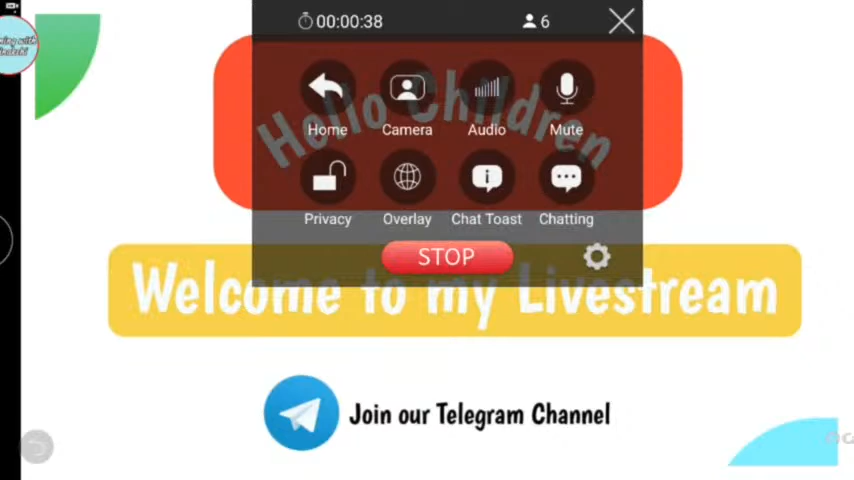 00:00:38 6
Hello Children
Home Camera Audio Mute
Privacy Overlay Chat Toast Chatting
STOP
Welcome to my Livestream
Join our Telegram Channel